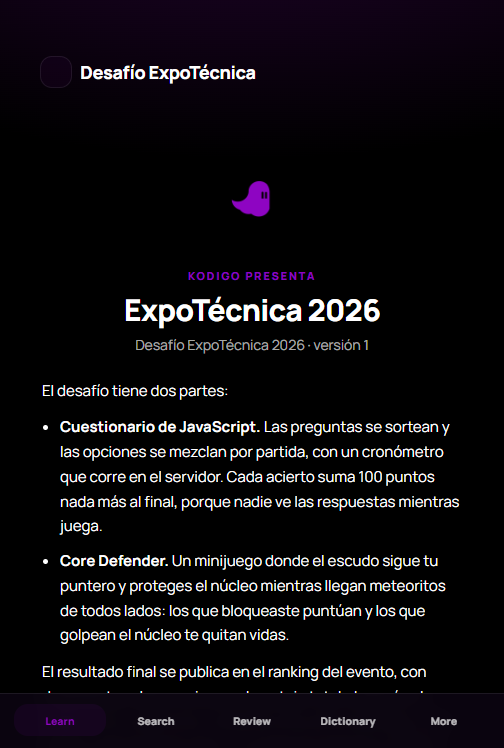 Desafío ExpoTécnica
KODIGO PRESENTA
ExpoTécnica 2026
Desafío ExpoTécnica 2026 · versión 1
El desafío tiene dos partes:
• Cuestionario de JavaScript. Las preguntas se sortean y
las opciones se mezclan por partida, con un cronómetro
que corre en el servidor. Cada acierto suma 100 puntos
nada más al final, porque nadie ve las respuestas mientras
juega.
• Core Defender. Un minijuego donde el escudo sigue tu
puntero y proteges el núcleo mientras llegan meteoritos
de todos lados: los que bloqueaste puntúan y los que
golpean el núcleo te quitan vidas.
El resultado final se publica en el ranking del evento, con
Learn Search Review Dictionary More